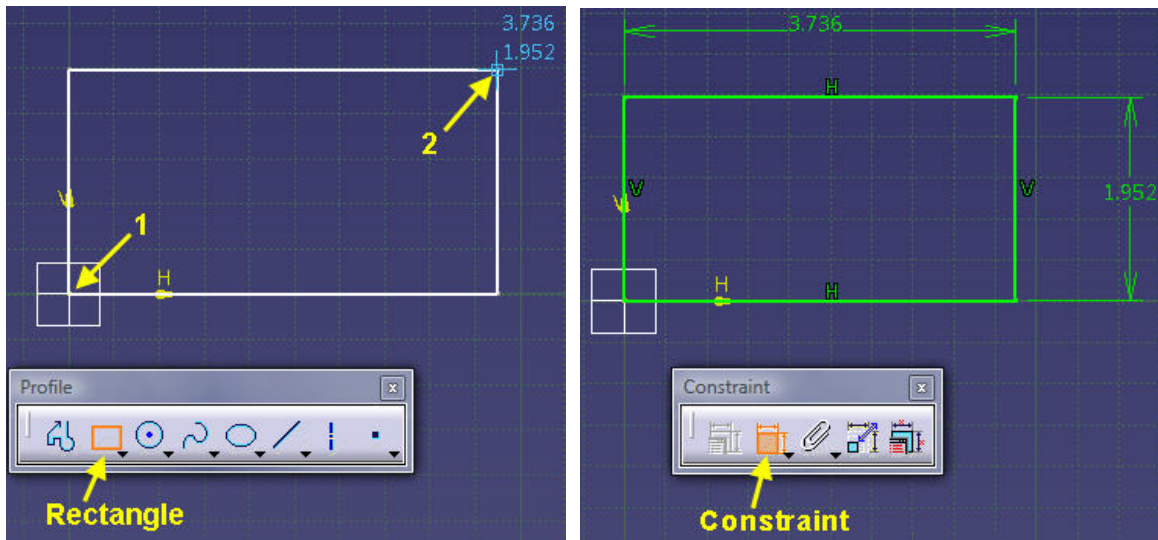 3.736
1.952
2
1
V
H
Profile
x
Rectangle
3.736
H
V
V
1.952
V
H
H
Constraint
x
Constraint